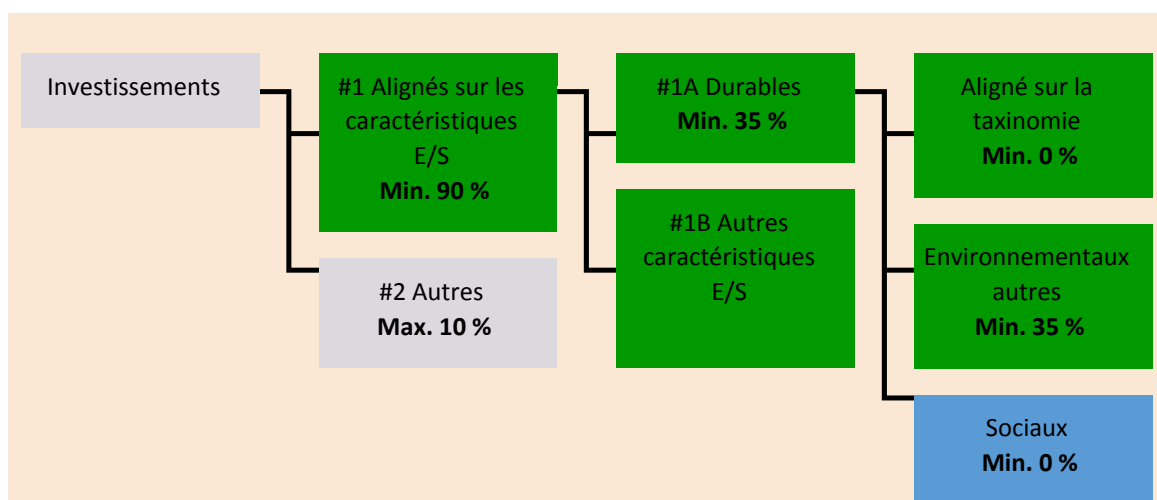 Investissements
#1 Alignés sur les
caractéristiques
E/S
Min. 90 %
#2 Autres
Max. 10 %
#1A Durables
Min. 35 %
#1B Autres
caractéristiques
E/S
Aligné sur la
taxinomie
Min. 0 %
Environnementaux
autres
Min. 35 %
Sociaux
Min. 0 %